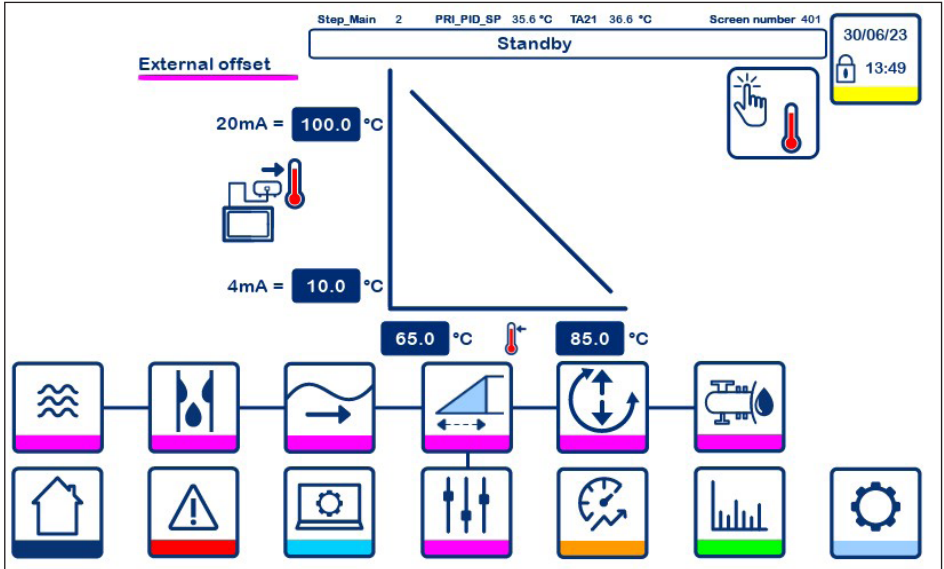 Step_Main 2 PRI_PID_SP 35.6 °C TA21 36.6 °C Screen number 401
Standby
30/06/23
13:49
External offset
20mA = 100.0 °C
4mA = 10.0 °C
65.0 °C 85.0 °C